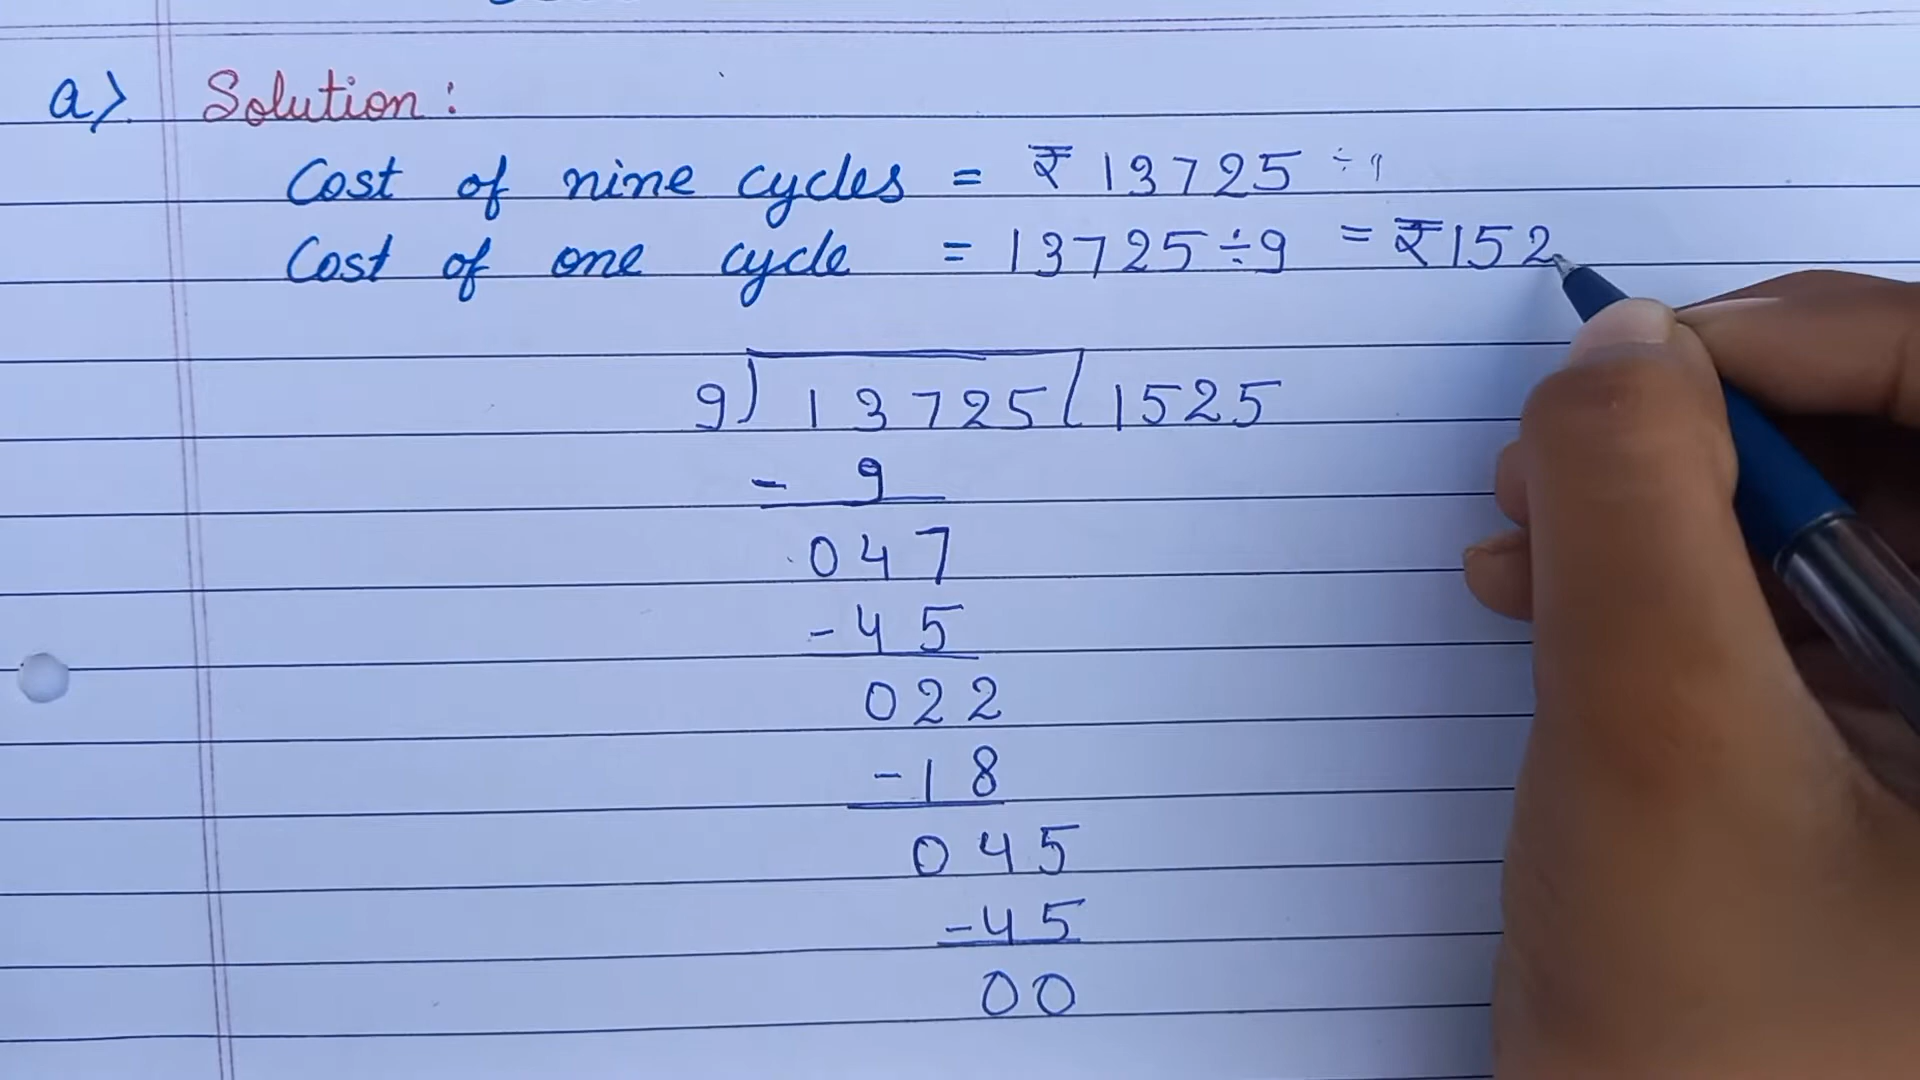 a) Solution:
Cost of nine cycles = ₹ 13725 ÷
Cost of one cycle = 13725÷9 = ₹152
9) 13725 ( 1525
- 9
047
-45
022
-18
045
-45
00